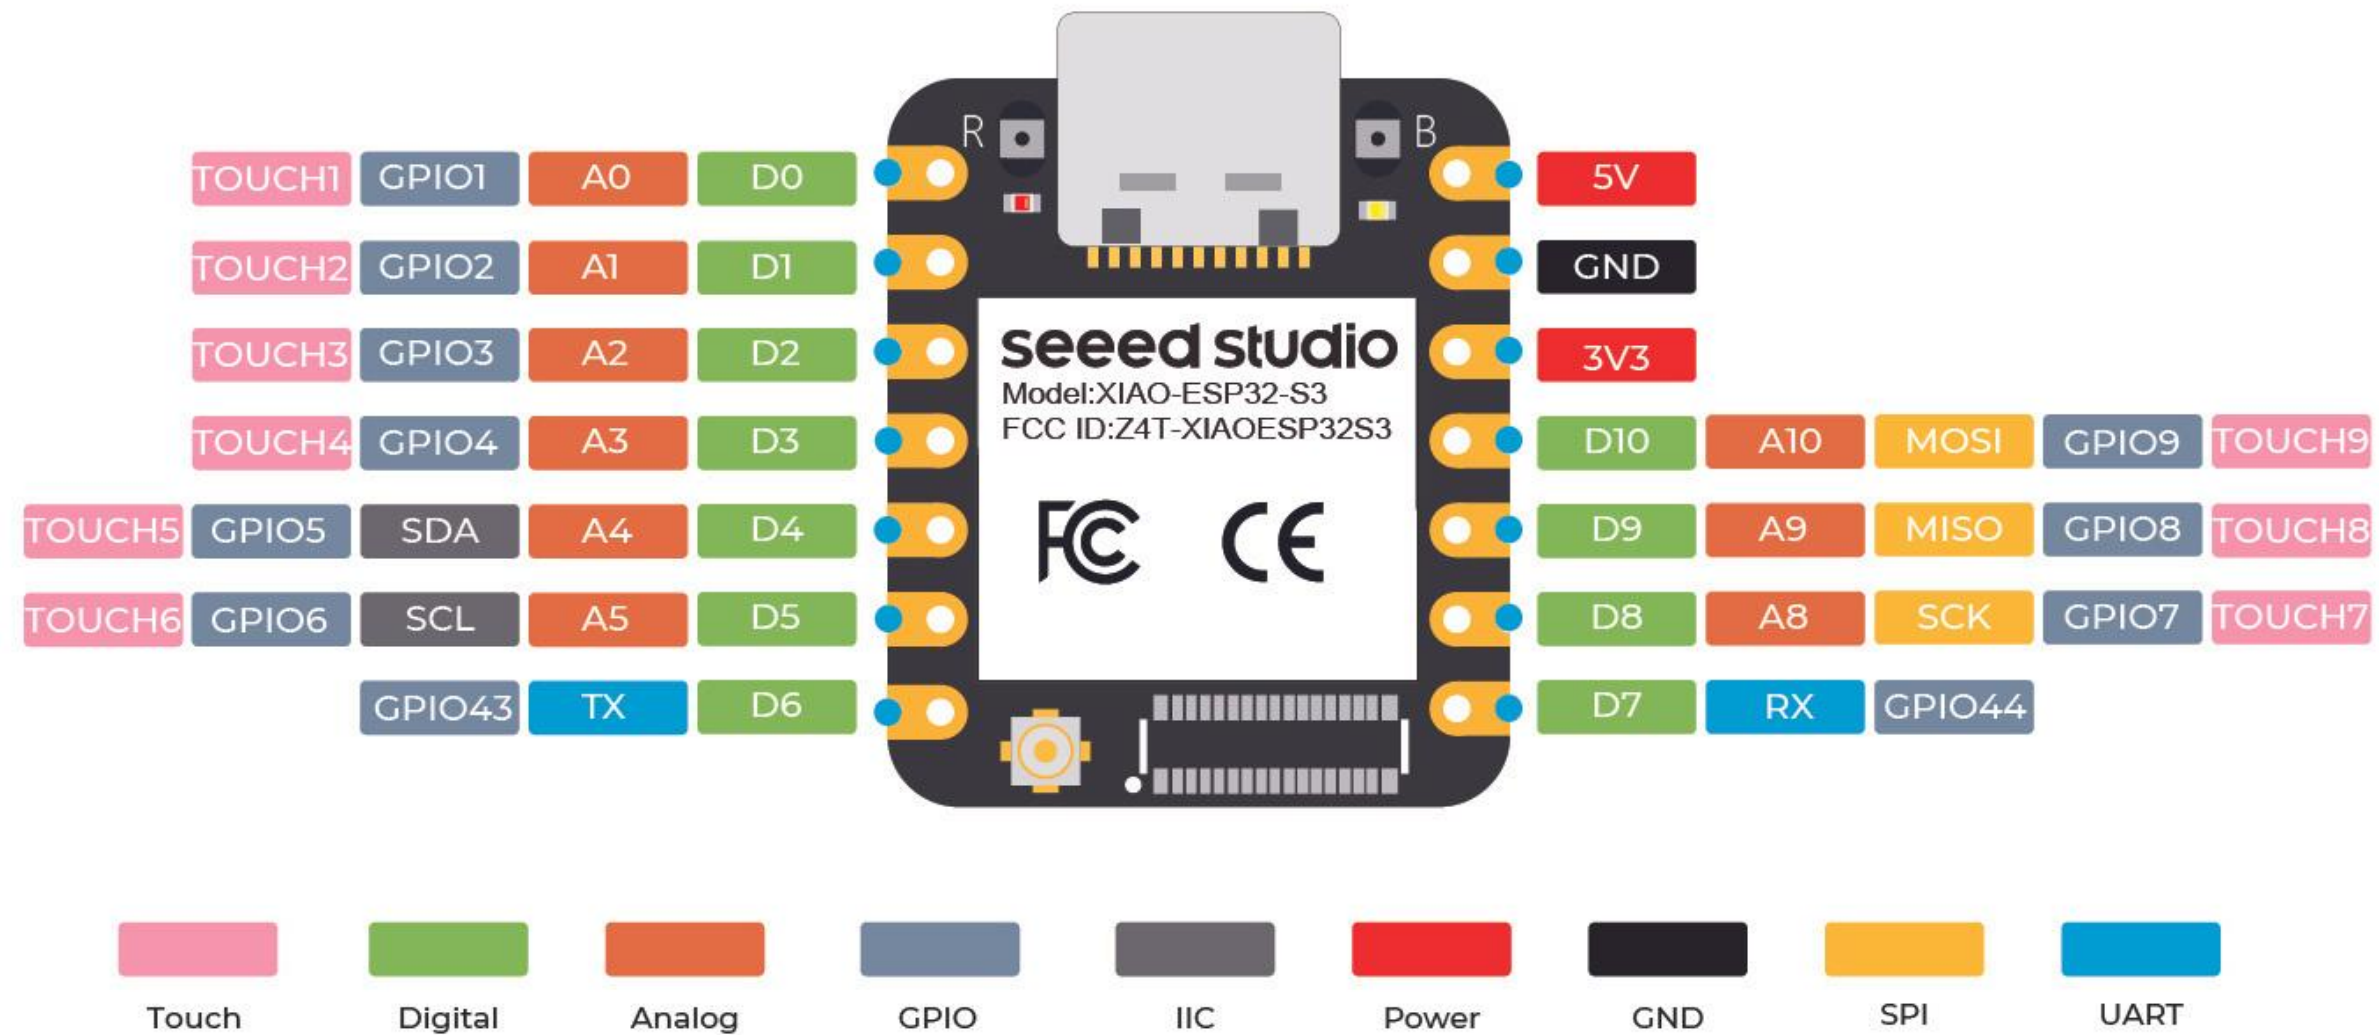 R B
TOUCH1 GPIO1 A0 D0 5V
TOUCH2 GPIO2 A1 D1 GND
TOUCH3 GPIO3 A2 D2 3V3
TOUCH4 GPIO4 A3 D3 D10 A10 MOSI GPIO9 TOUCH9
TOUCH5 GPIO5 SDA A4 D4 D9 A9 MISO GPIO8 TOUCH8
TOUCH6 GPIO6 SCL A5 D5 D8 A8 SCK GPIO7 TOUCH7
GPIO43 TX D6 D7 RX GPIO44
seeed studio
Model:XIAO-ESP32-S3
FCC ID:Z4T-XIAOESP32S3
FC CE
Touch Digital Analog GPIO IIC Power GND SPI UART